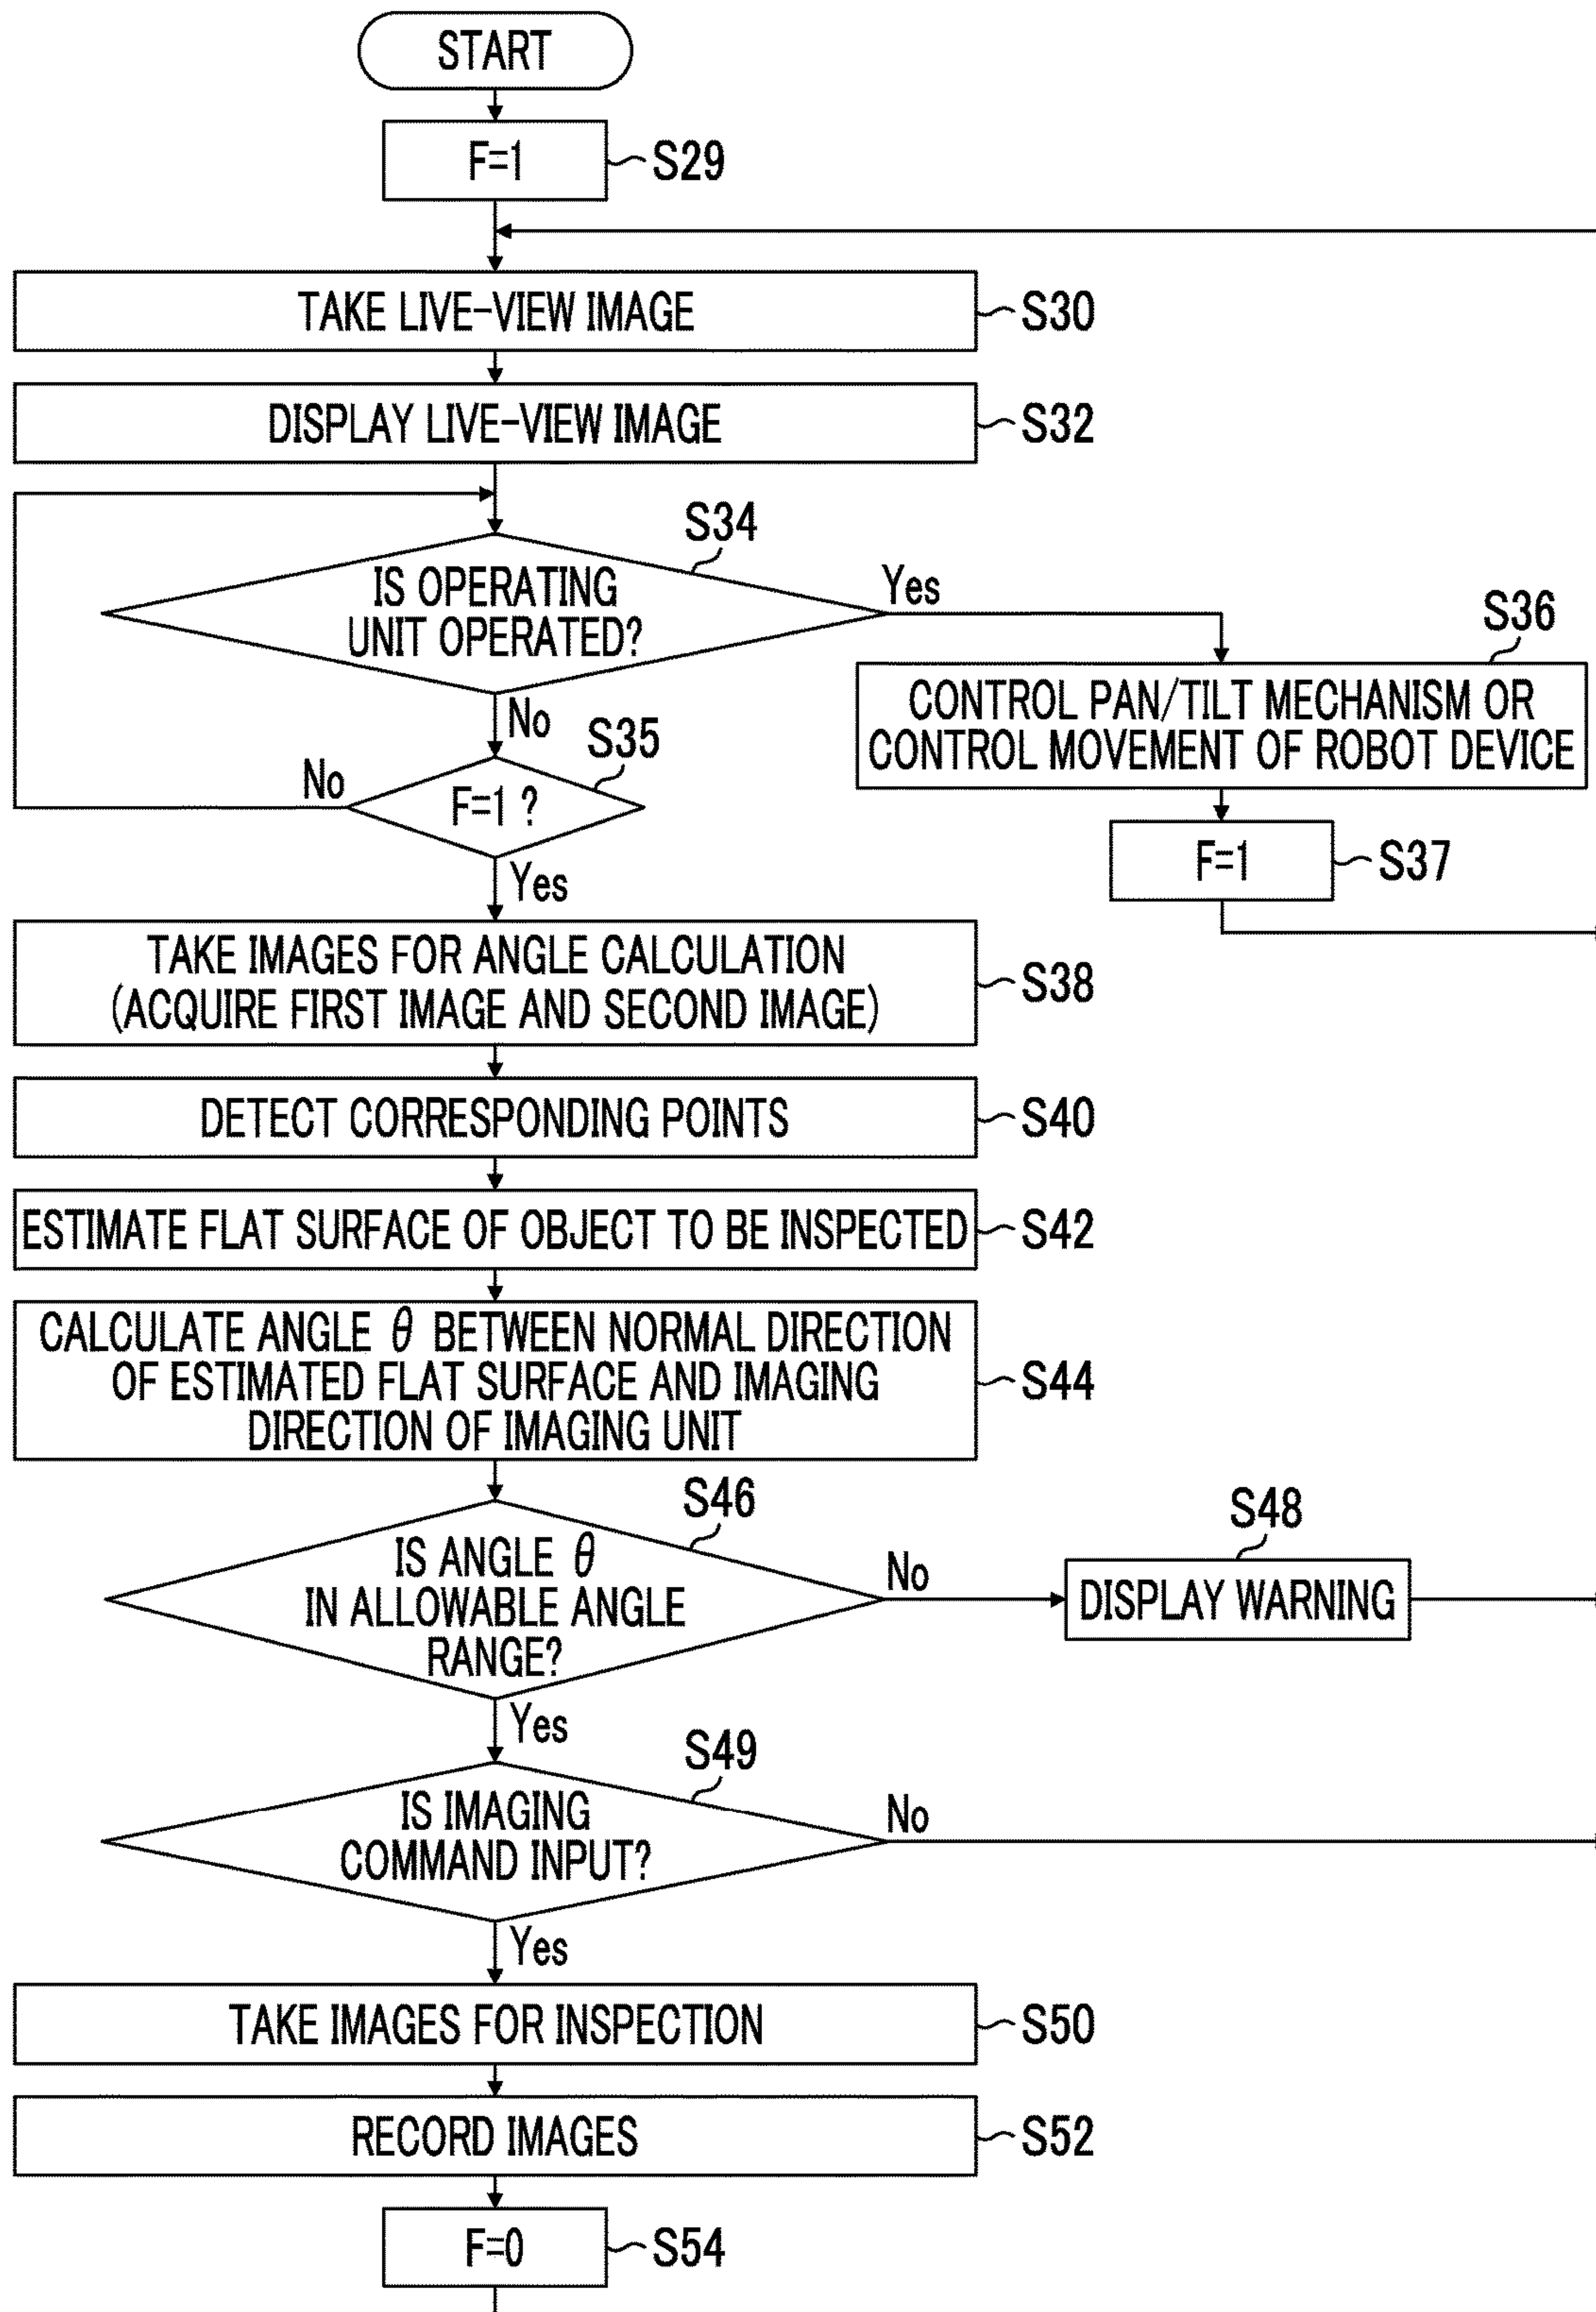 START
F=1
S29
TAKE LIVE-VIEW IMAGE
S30
DISPLAY LIVE-VIEW IMAGE
S32
S34
IS OPERATING
UNIT OPERATED?
Yes
No
S36
CONTROL PAN/TILT MECHANISM OR
CONTROL MOVEMENT OF ROBOT DEVICE
S35
F=1 ?
No
Yes
F=1
S37
TAKE IMAGES FOR ANGLE CALCULATION
(ACQUIRE FIRST IMAGE AND SECOND IMAGE)
S38
DETECT CORRESPONDING POINTS
S40
ESTIMATE FLAT SURFACE OF OBJECT TO BE INSPECTED
S42
CALCULATE ANGLE θ BETWEEN NORMAL DIRECTION
OF ESTIMATED FLAT SURFACE AND IMAGING
DIRECTION OF IMAGING UNIT
S44
S46
IS ANGLE θ
IN ALLOWABLE ANGLE
RANGE?
No
Yes
S48
DISPLAY WARNING
S49
IS IMAGING
COMMAND INPUT?
No
Yes
TAKE IMAGES FOR INSPECTION
S50
RECORD IMAGES
S52
F=0
S54